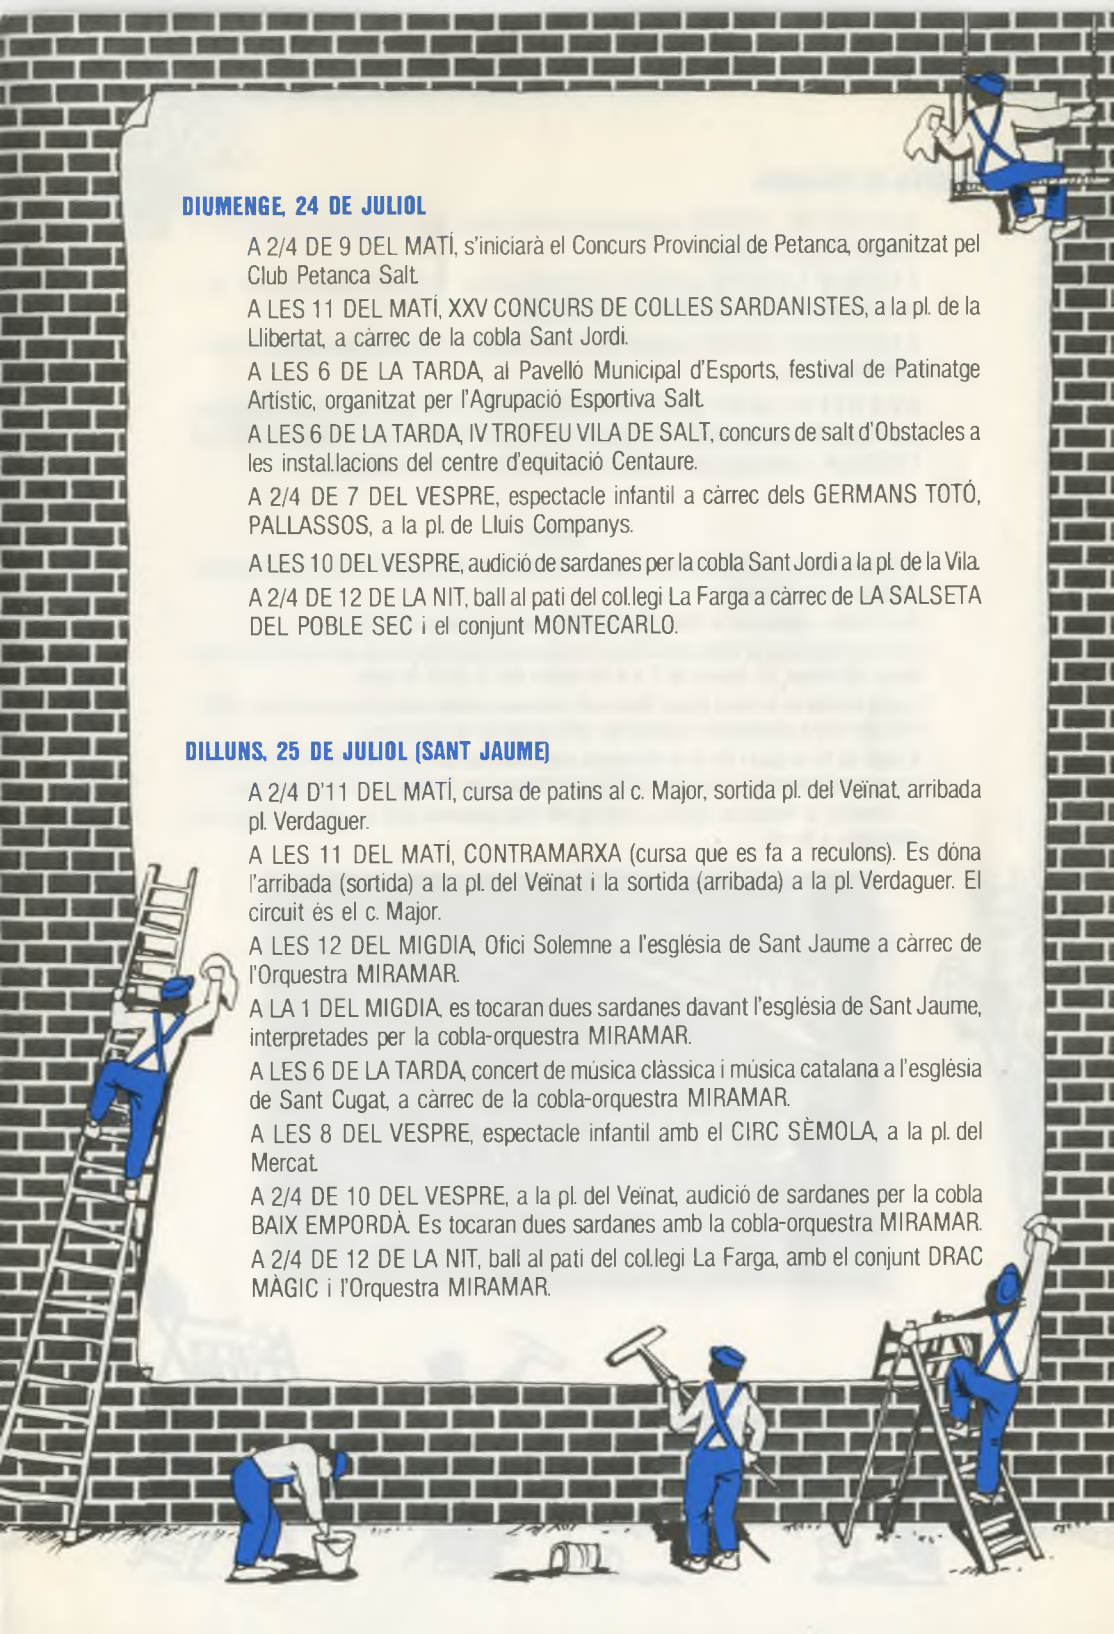 DIUMENGE, 24 DE JULIOL
A 2/4 DE 9 DEL MATÍ, s'iniciarà el Concurs Provincial de Petanca, organitzat pel
Club Petanca Salt.
A LES 11 DEL MATÍ, XXV CONCURS DE COLLES SARDANISTES, a la pl. de la
Llibertat, a càrrec de la cobla Sant Jordi.
A LES 6 DE LA TARDA, al Pavelló Municipal d'Esports, festival de Patinatge
Artístic, organitzat per l'Agrupació Esportiva Salt.
A LES 6 DE LA TARDA, IV TROFEU VILA DE SALT, concurs de salt d'Obstacles a
les instal.lacions del centre d'equitació Centaure.
A 2/4 DE 7 DEL VESPRE, espectacle infantil a càrrec dels GERMANS TOTÓ,
PALLASSOS, a la pl. de Lluís Companys.
A LES 10 DEL VESPRE, audició de sardanes per la cobla Sant Jordi a la pl. de la Vila.
A 2/4 DE 12 DE LA NIT, ball al pati del col.legi La Farga a càrrec de LA SALSETA
DEL POBLE SEC i el conjunt MONTECARLO.
DILLUNS, 25 DE JULIOL (SANT JAUME)
A 2/4 D'11 DEL MATÍ, cursa de patins al c. Major, sortida pl. del Veïnat, arribada
pl. Verdaguer.
A LES 11 DEL MATÍ, CONTRAMARXA (cursa que es fa a reculons). Es dóna
l'arribada (sortida) a la pl. del Veïnat i la sortida (arribada) a la pl. Verdaguer. El
circuit és el c. Major.
A LES 12 DEL MIGDIA, Ofici Solemne a l'església de Sant Jaume a càrrec de
l'Orquestra MIRAMAR.
A LA 1 DEL MIGDIA, es tocaran dues sardanes davant l'església de Sant Jaume,
interpretades per la cobla-orquestra MIRAMAR.
A LES 6 DE LA TARDA, concert de música clàssica i música catalana a l'església
de Sant Cugat, a càrrec de la cobla-orquestra MIRAMAR.
A LES 8 DEL VESPRE, espectacle infantil amb el CIRC SÈMOLA, a la pl. del
Mercat.
A 2/4 DE 10 DEL VESPRE, a la pl. del Veïnat, audició de sardanes per la cobla
BAIX EMPORDÀ. Es tocaran dues sardanes amb la cobla-orquestra MIRAMAR.
A 2/4 DE 12 DE LA NIT, ball al pati del col.legi La Farga, amb el conjunt DRAC
MÀGIC i l'Orquestra MIRAMAR.